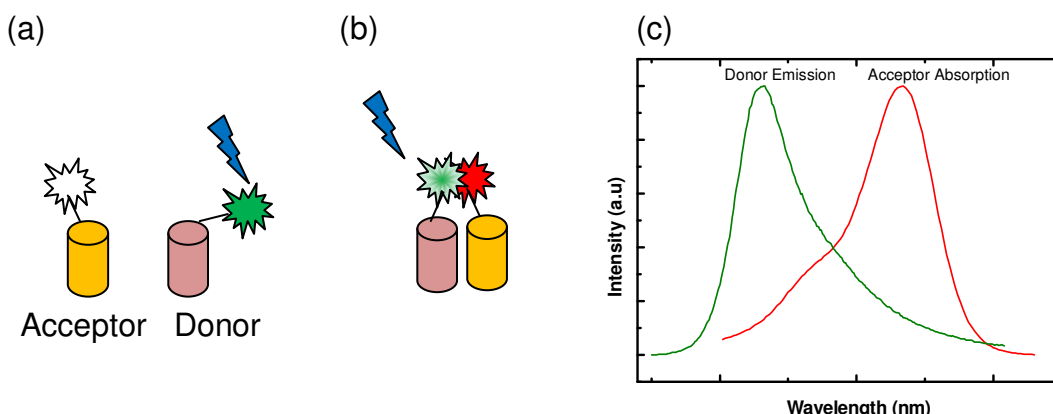 (a)
(b)
(c)
Acceptor Donor
Donor Emission Acceptor Absorption
Intensity (a.u)
Wavelength (nm)